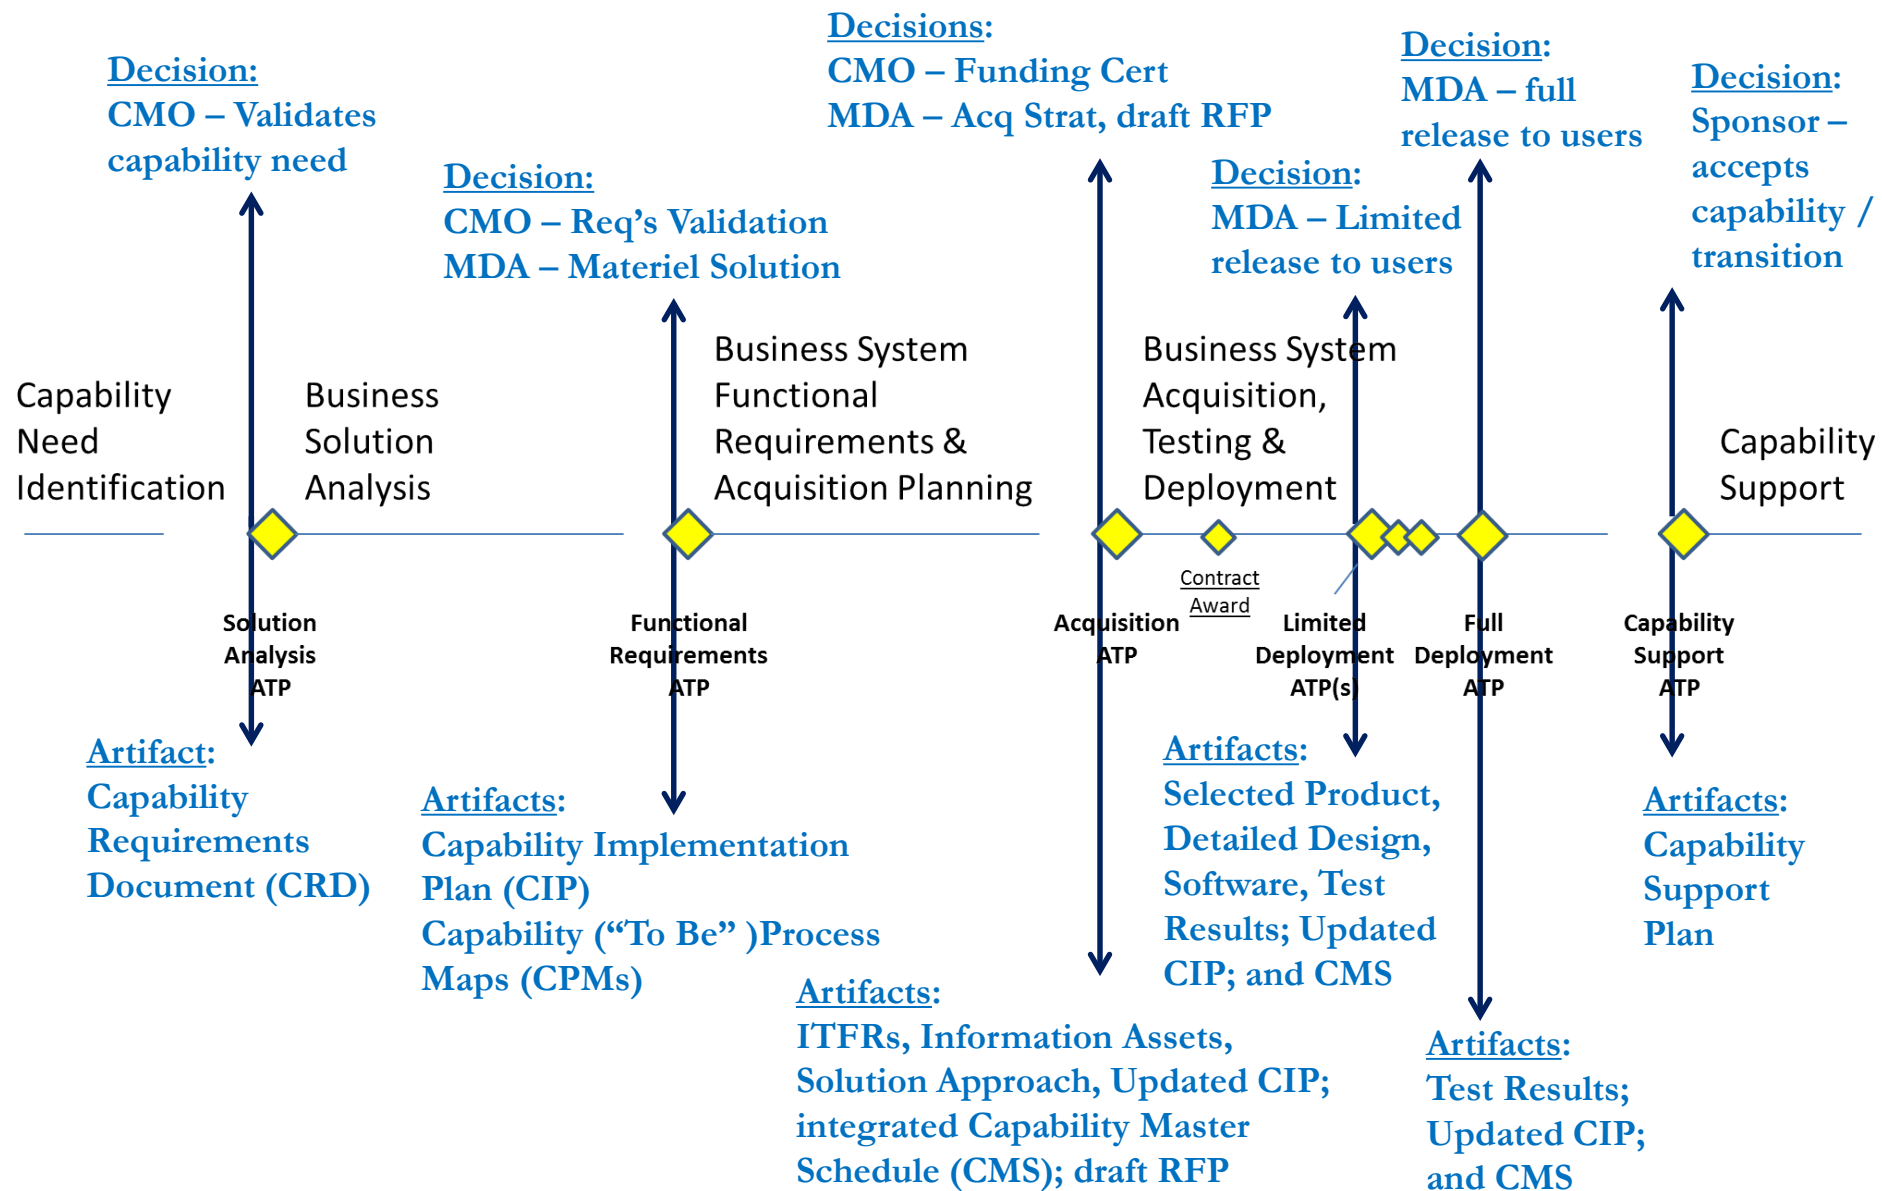 Decision:
CMO – Validates
capability need
Decision:
CMO – Req’s Validation
MDA – Materiel Solution
Decisions:
CMO – Funding Cert
MDA – Acq Strat, draft RFP
Decision:
MDA – Limited
release to users
Decision:
MDA – full
release to users
Decision:
Sponsor –
accepts
capability /
transition
Capability
Need
Identification
Business
Solution
Analysis
Business System
Functional
Requirements &
Acquisition Planning
Business System
Acquisition,
Testing &
Deployment
Capability
Support
Solution
Analysis
ATP
Functional
Requirements
ATP
Acquisition
ATP
Contract
Award
Limited
Deployment
ATP(s)
Full
Deployment
ATP
Capability
Support
ATP
Artifact:
Capability
Requirements
Document (CRD)
Artifacts:
Capability Implementation
Plan (CIP)
Capability (“To Be” )Process
Maps (CPMs)
Artifacts:
ITFRs, Information Assets,
Solution Approach, Updated CIP;
integrated Capability Master
Schedule (CMS); draft RFP
Artifacts:
Selected Product,
Detailed Design,
Software, Test
Results; Updated
CIP; and CMS
Artifacts:
Test Results;
Updated CIP;
and CMS
Artifacts:
Capability
Support
Plan